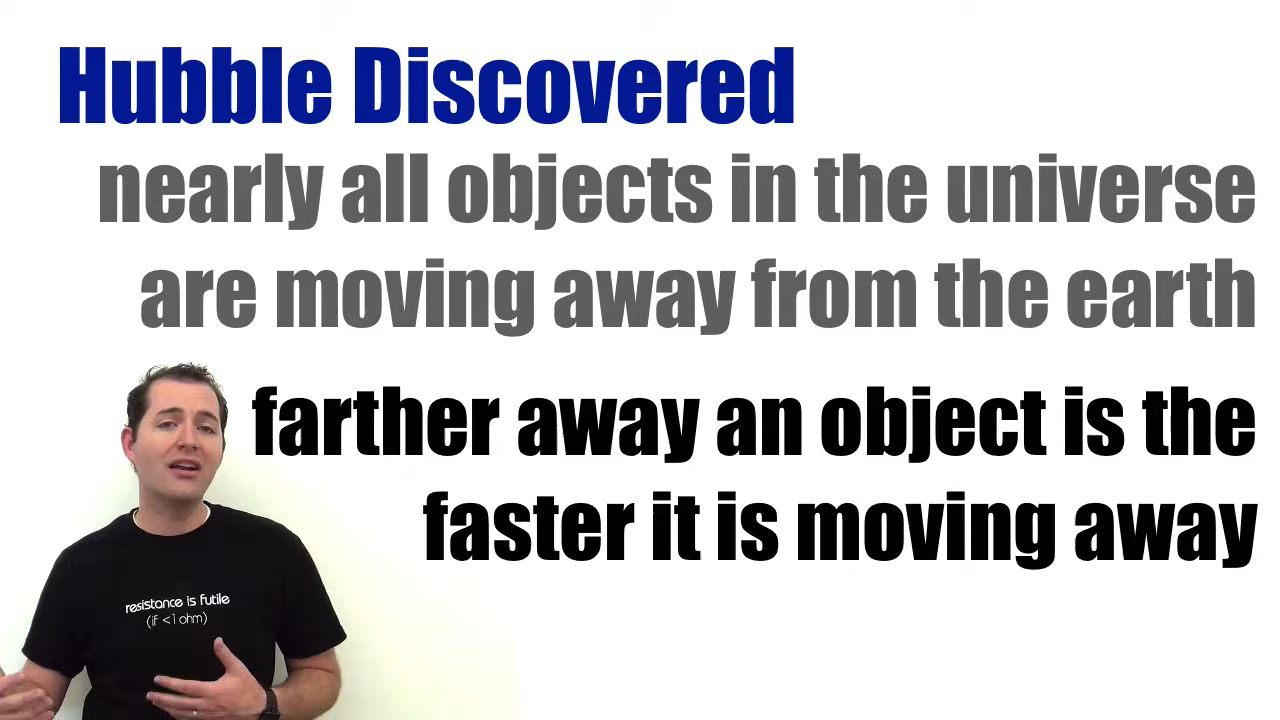 Hubble Discovered
nearly all objects in the universe
are moving away from the earth
farther away an object is the
faster it is moving away
resistance is futile
(if <1 ohm)